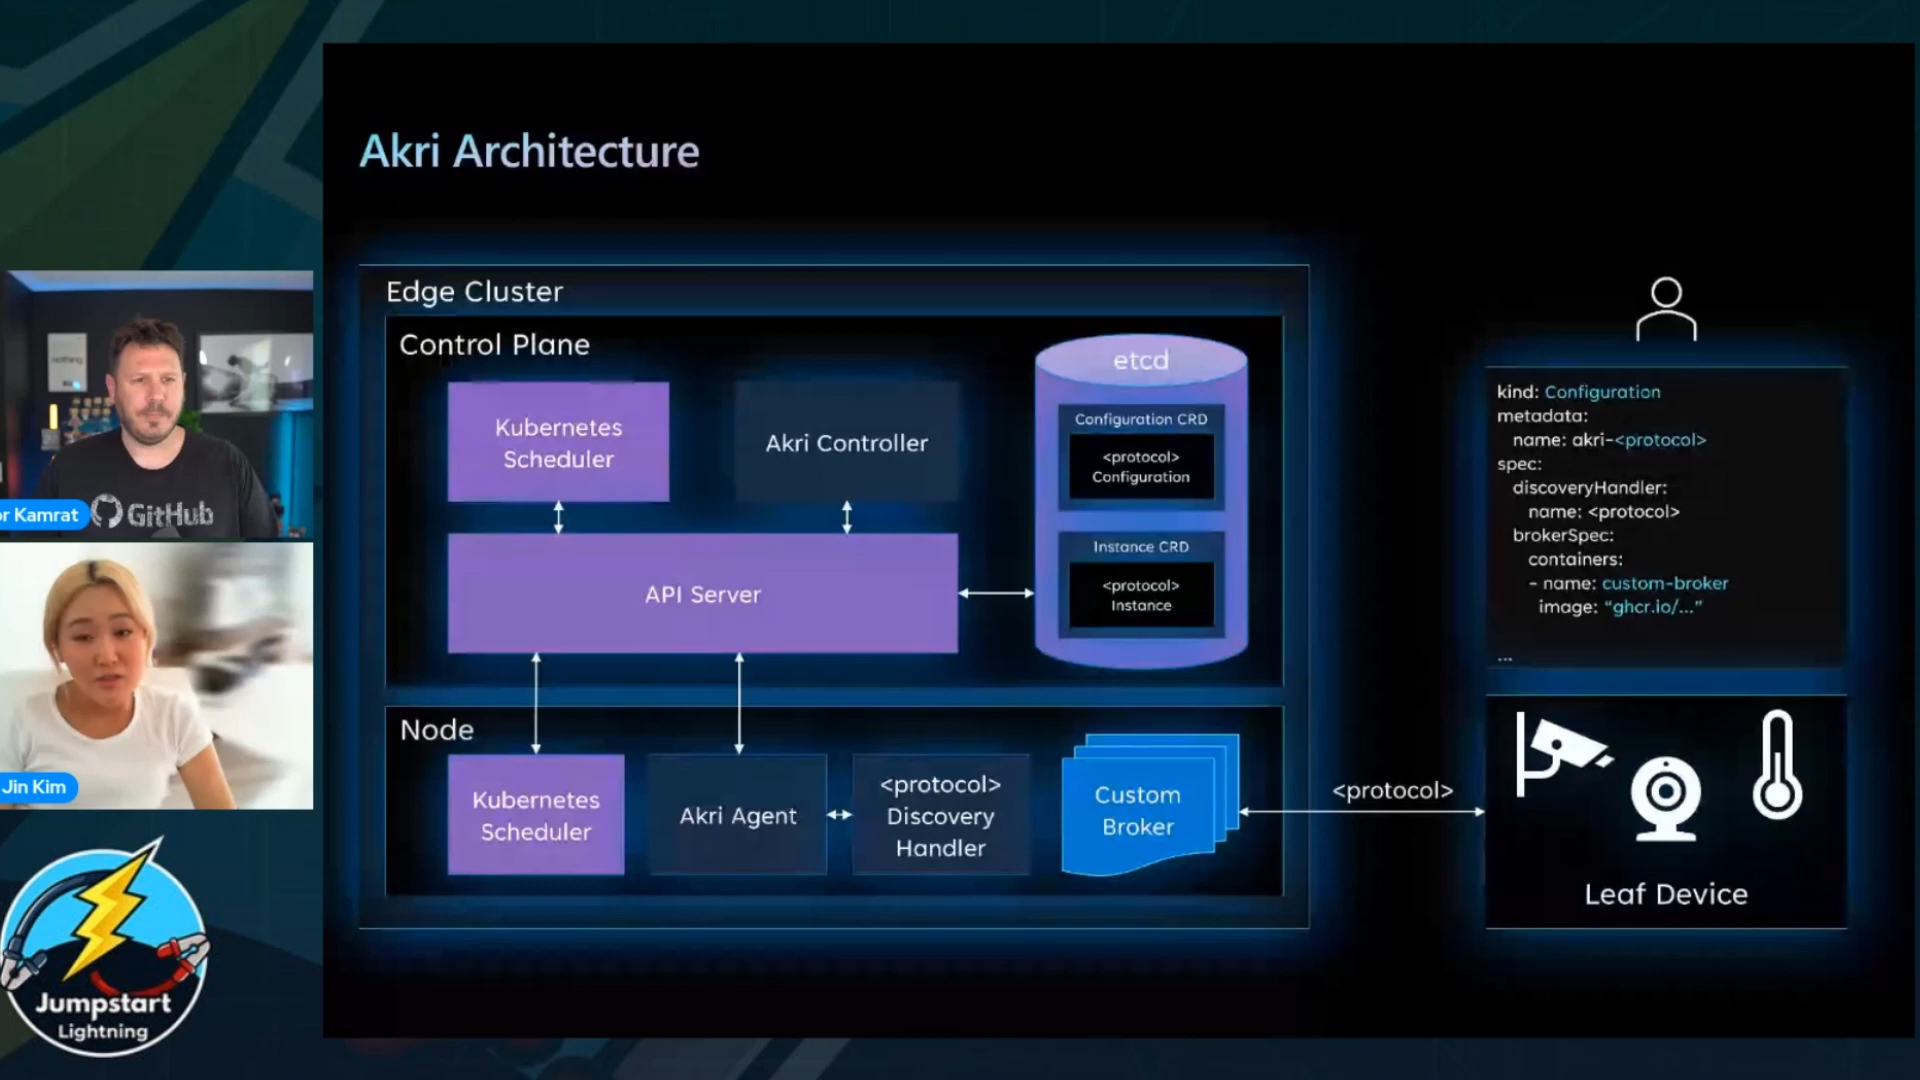 Akri Architecture
Edge Cluster
Control Plane
Kubernetes
Scheduler
Akri Controller
etcd
Configuration CRD
<protocol>
Configuration
Instance CRD
<protocol>
Instance
API Server
Node
Kubernetes
Scheduler
Akri Agent
<protocol>
Discovery
Handler
Custom
Broker
<protocol>
kind: Configuration
metadata:
name: akri-<protocol>
spec:
discoveryHandler:
name: <protocol>
brokerSpec:
containers:
- name: custom-broker
image: “ghcr.io/...”
...
Leaf Device
nothing
GitHub
or Kamrat
Jin Kim
Jumpstart
Lightning